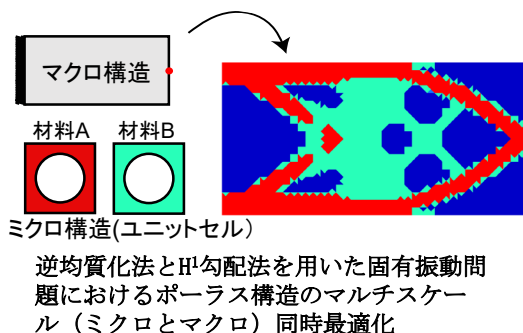 マクロ構造
材料A 材料B
ミクロ構造(ユニットセル)
逆均質化法とH¹勾配法を用いた固有振動問
題におけるポーラス構造のマルチスケー
ル（ミクロとマクロ）同時最適化